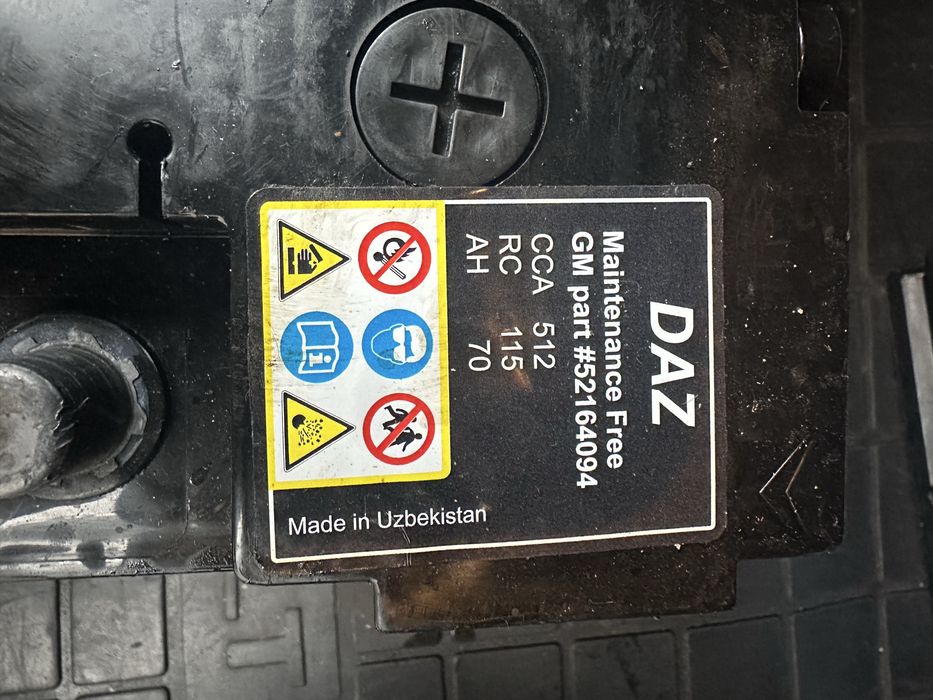 DAZ
Maintenance Free
GM part #52164094
CCA 512
RC 115
AH 70
Made in Uzbekistan